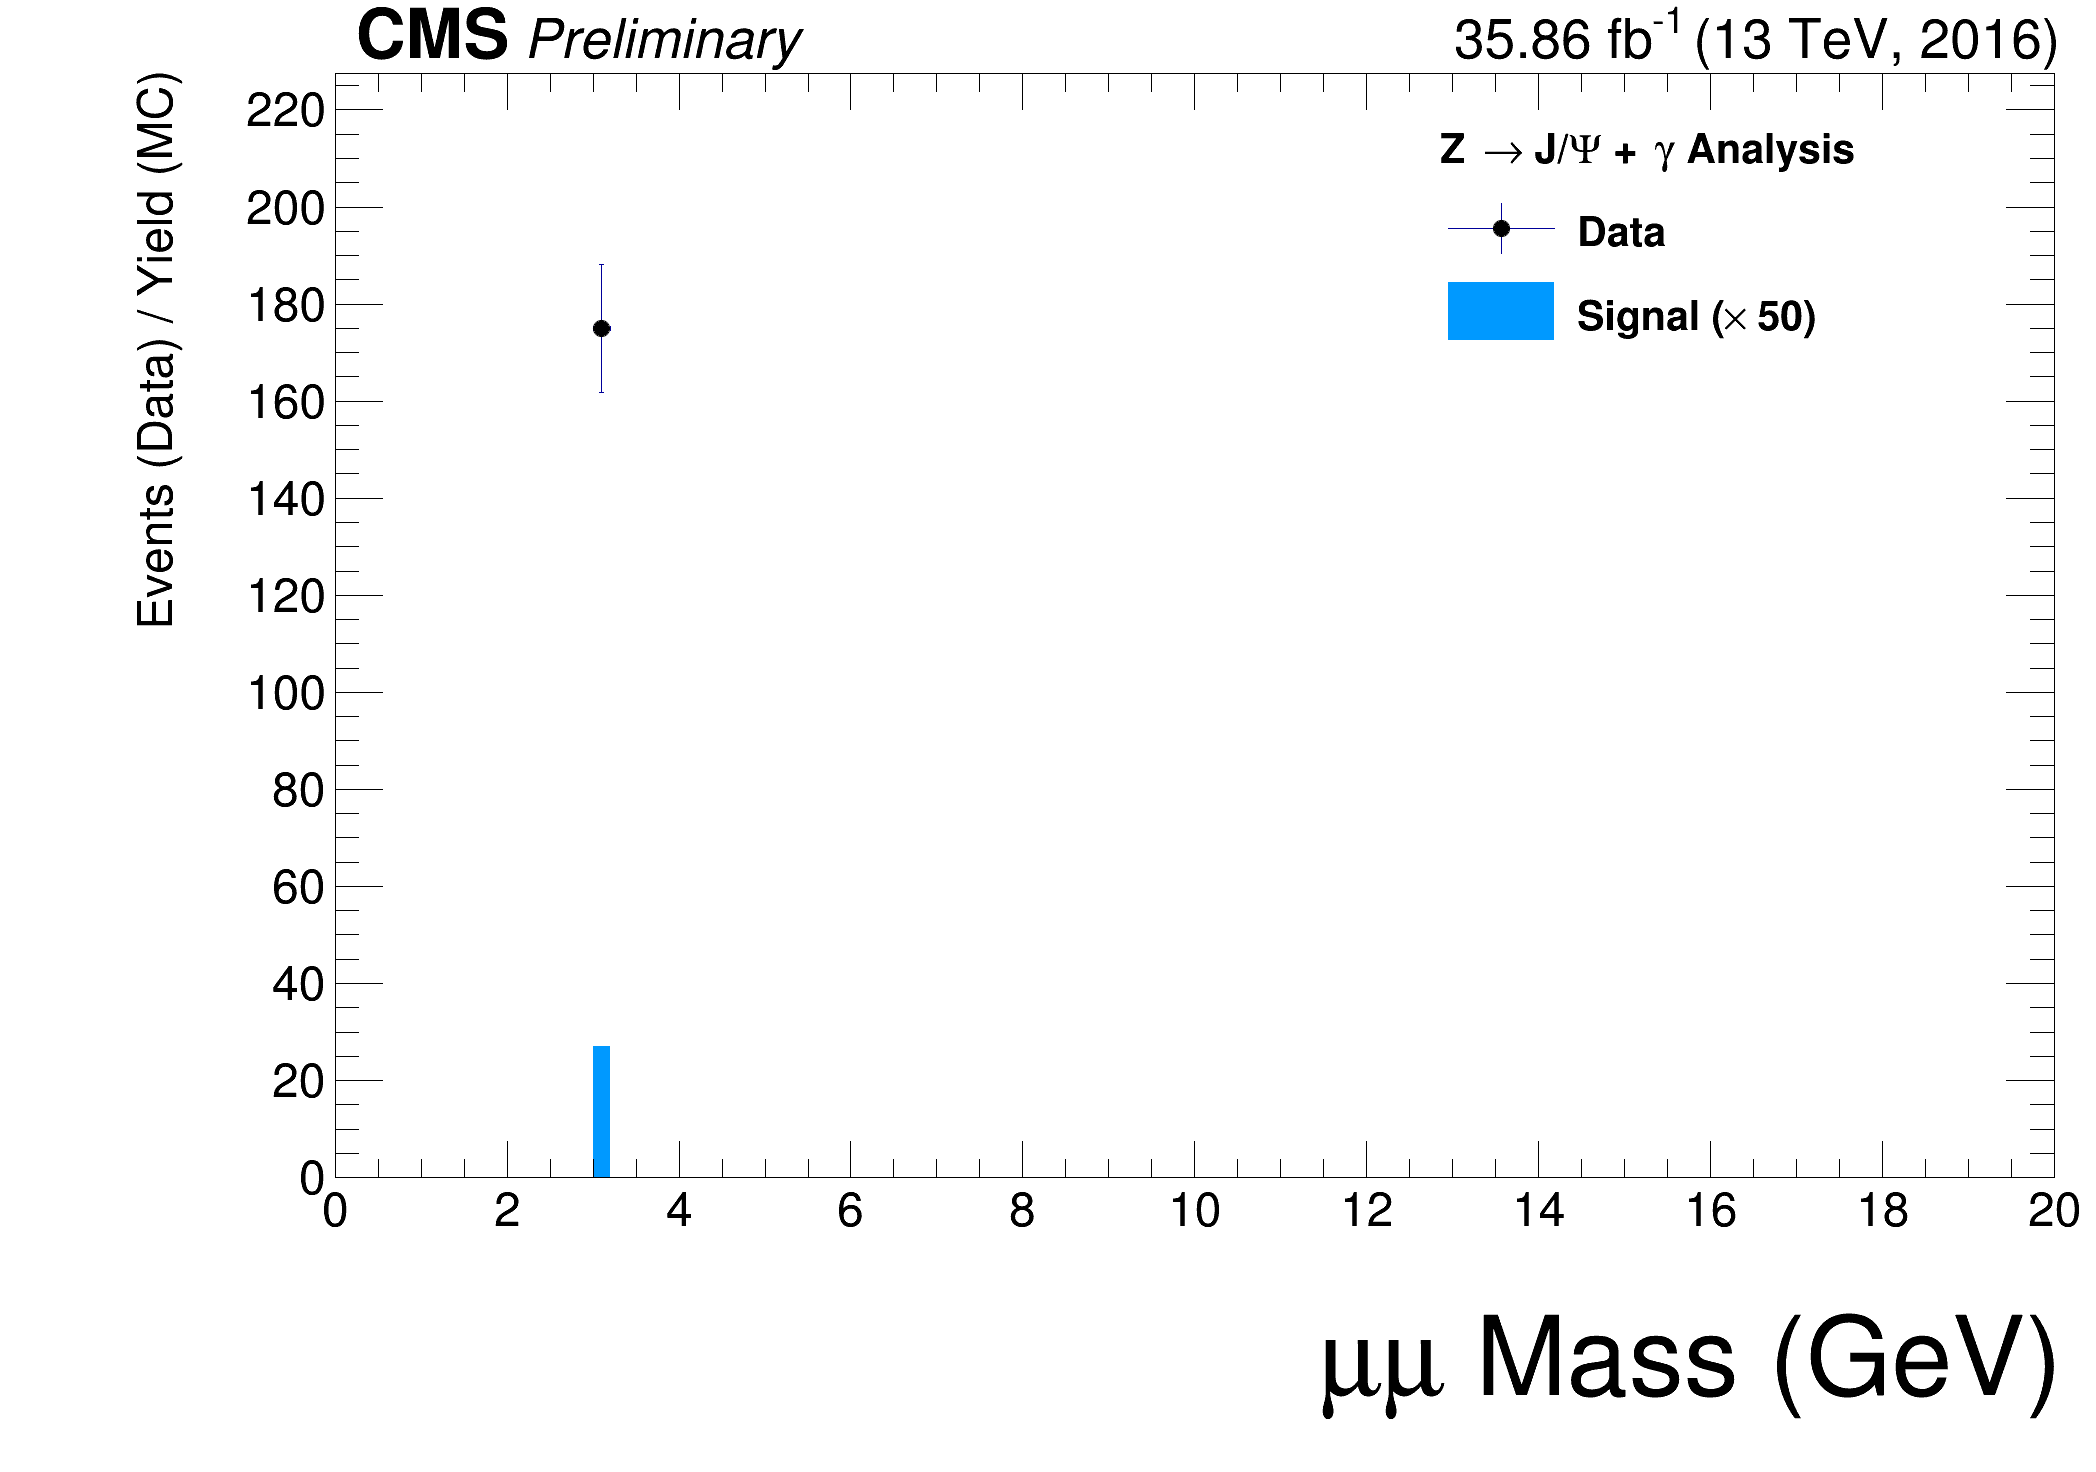 CMS Preliminary
35.86 fb⁻¹ (13 TeV, 2016)
Events (Data) / Yield (MC)
220
200
180
160
140
120
100
80
60
40
20
0
Z → J/Ψ + γ Analysis
Data
Signal (× 50)
0 2 4 6 8 10 12 14 16 18 20
μμ Mass (GeV)